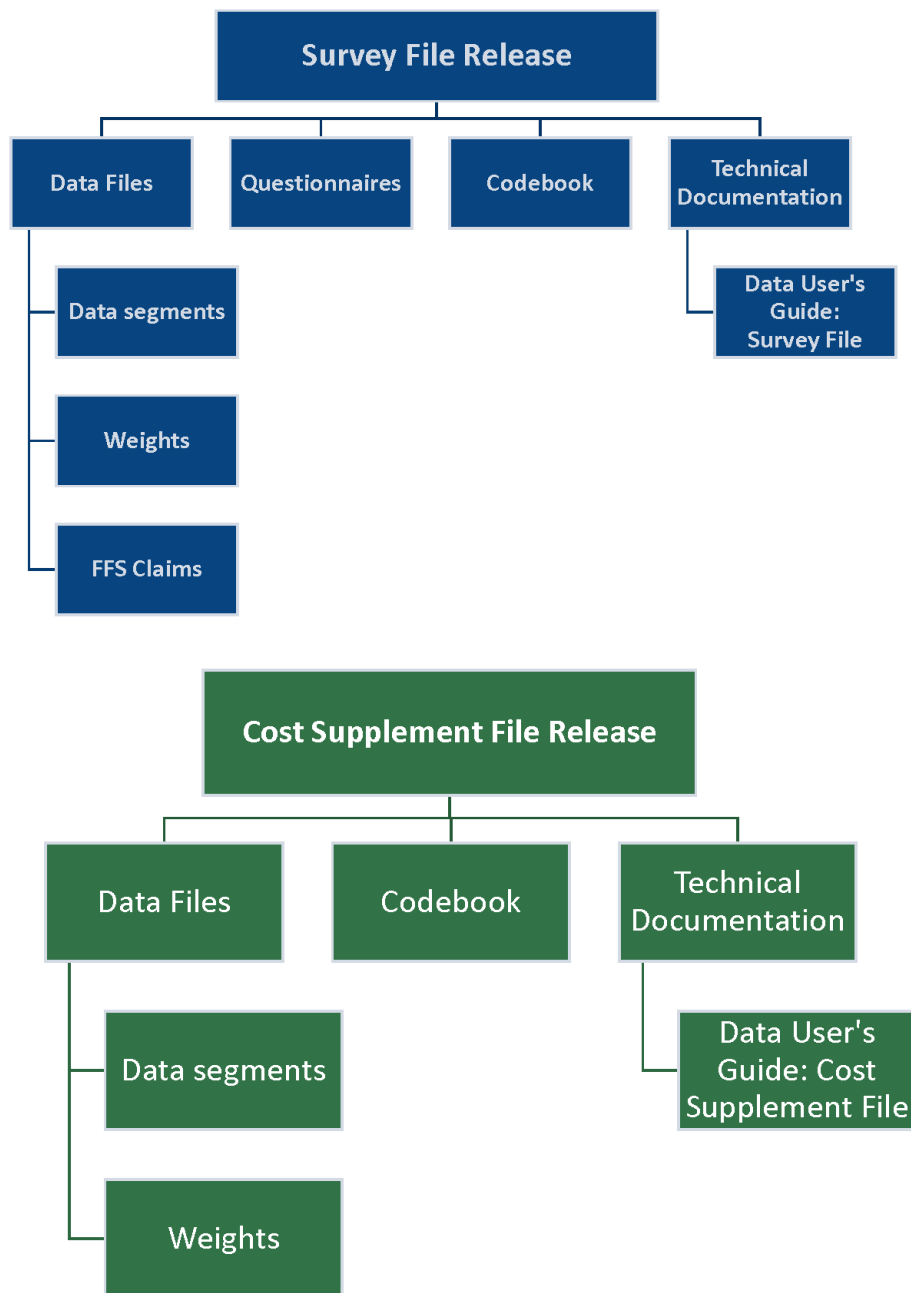 Survey File Release
Data Files
Questionnaires
Codebook
Technical
Documentation
Data segments
Data User's
Guide:
Survey File
Weights
FFS Claims
Cost Supplement File Release
Data Files
Codebook
Technical
Documentation
Data segments
Data User's
Guide: Cost
Supplement File
Weights